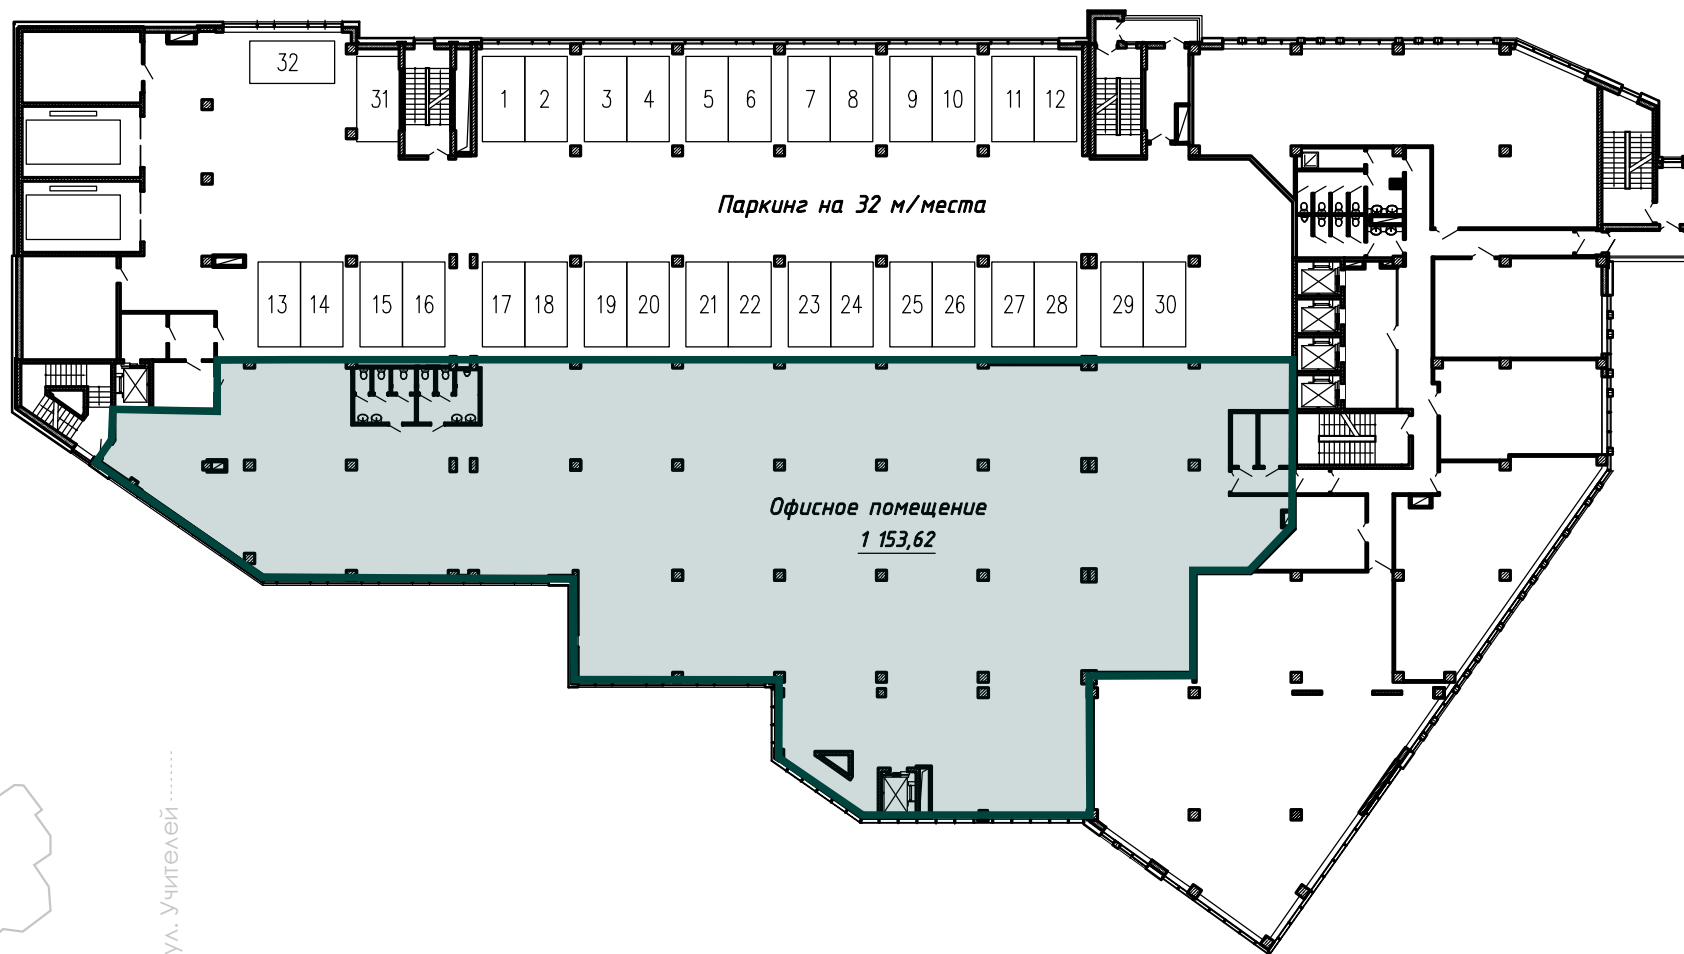 32
31
1 2 3 4 5 6 7 8 9 10 11 12
Паркинг на 32 м/места
13 14 15 16 17 18 19 20 21 22 23 24 25 26 27 28 29 30
Офисное помещение
1 153,62
ул. Учителей